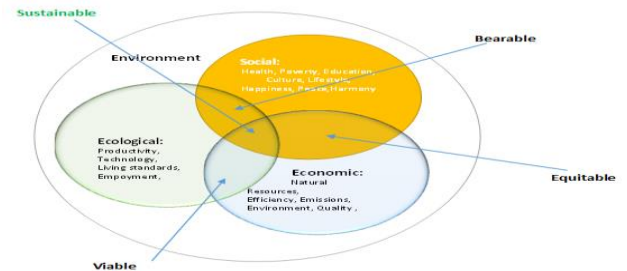 Sustainable
Bearable
Environment
Social:
Health, Poverty, Education,
Culture, Lifestyle,
Happiness, Peace, Harmony
Ecological:
Productivity,
Technology,
Living standards,
Empoyment,
Economic:
Natural
Resources,
Efficiency, Emissions,
Environment, Quality ,
Equitable
Viable